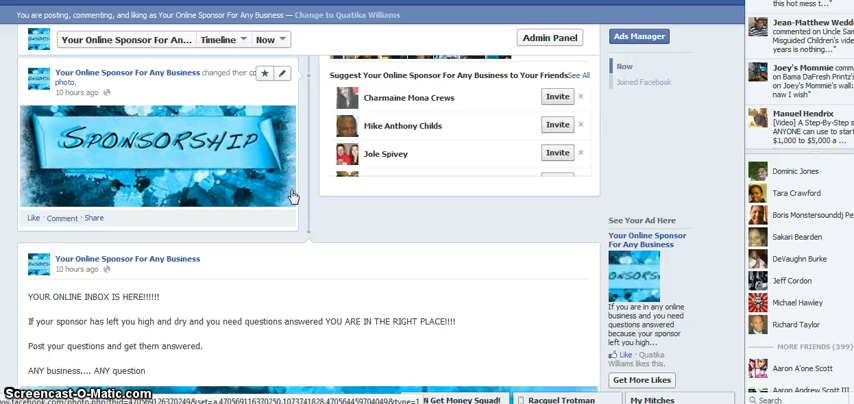 You are posting, commenting, and liking as Your Online Sponsor For Any Business — Change to Quatika Williams
Your Online Sponsor For An...
Timeline
Now
Admin Panel
Your Online Sponsor For Any Business changed their co
photo.
10 hours ago
SPONSORSHIP
Like · Comment · Share
Suggest Your Online Sponsor For Any Business to Your Friends
See All
Charmaine Mona Crews
Invite
Mike Anthony Childs
Invite
Jole Spivey
Invite
Your Online Sponsor For Any Business
10 hours ago
YOUR ONLINE INBOX IS HERE!!!!!!
If your sponsor has left you high and dry and you need questions answered YOU ARE IN THE RIGHT PLACE!!!!
Post your questions and get them answered.
ANY business.... ANY question
Ads Manager
Now
Joined Facebook
See Your Ad Here
Your Online Sponsor
For Any Business
If you are in any online
business and you need
questions answered
because your sponsor
left you high...
Like · Quatika
Williams likes this.
Get More Likes
this hot mess t..."
Jean-Matthew Wedd
commented on Uncle Sam
Misguided Children's vide
years is nothing..."
Joey's Mommie comm
on Bama DaFresh Printz's
on Joey's Mommie's wall:
naw I wish"
Manuel Hendrix
[Video] A Step-By-Step s
ANYONE can use to start
$1,000 to $5,000 a ...
Dominic Jones
Tara Crawford
Boris Monstersounddj Pe
Sakari Bearden
DeVaughn Burke
Jeff Cordon
Michael Hawley
Richard Taylor
MORE FRIENDS (399)
Aaron A'one Scott
Aaron Andrew Scott III
Search
Screencast-O-Matic.com
N Get Money Squad!
Racquel Trotman
My Mitches